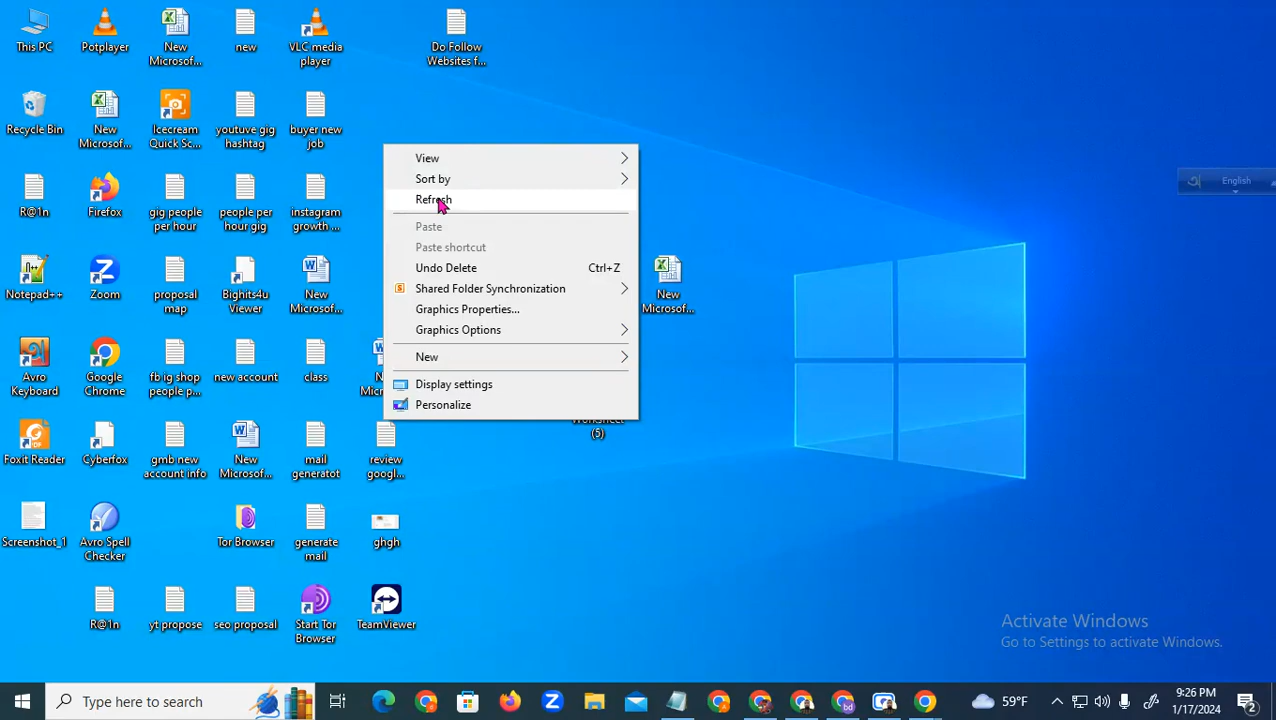 This PC
Potplayer
New
Microsof...
new
VLC media
player
Do Follow
Websites f...
Recycle Bin
New
Microsof...
Icecream
Quick Sc...
youtuve gig
hashtag
buyer new
job
R@1n
Firefox
gig people
per hour
people per
hour gig
instagram
growth ...
Notepad++
Zoom
proposal
map
Bighits4u
Viewer
New
Microsof...
New
Microsof...
Avro
Keyboard
Google
Chrome
fb ig shop
people p...
new account
class
Worksheet
(5)
Foxit Reader
Cyberfox
gmb new
account info
New
Microsof...
mail
generatot
review
googl...
Screenshot_1
Avro Spell
Checker
Tor Browser
generate
mail
ghgh
R@1n
yt propose
seo proposal
Start Tor
Browser
TeamViewer
View
Sort by
Refresh
Paste
Paste shortcut
Undo Delete Ctrl+Z
Shared Folder Synchronization
Graphics Properties...
Graphics Options
New
Display settings
Personalize
English
Activate Windows
Go to Settings to activate Windows.
Type here to search
59°F
9:26 PM
1/17/2024
2